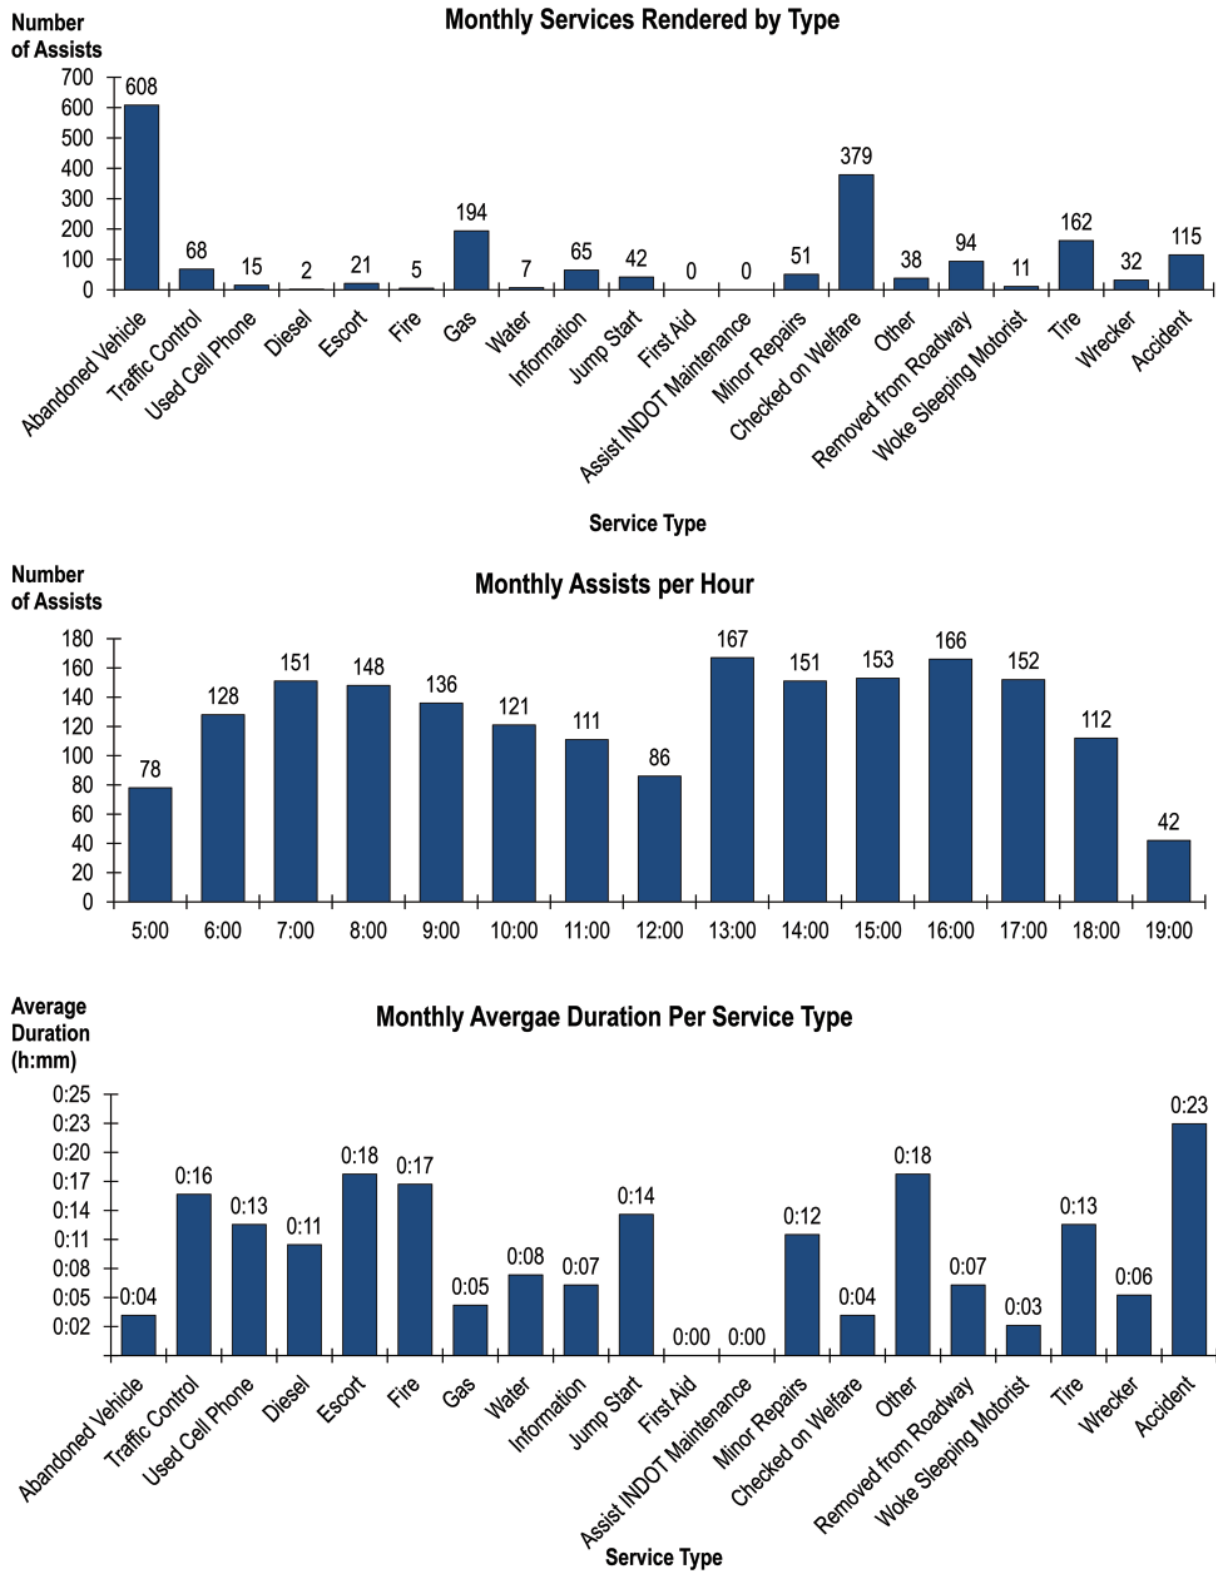 Monthly Services Rendered by Type
Number
of Assists
700
600
500
400
300
200
100
0
608
68
15
2
21
5
194
7
65
42
0
0
51
379
38
94
11
162
32
115
Abandoned Vehicle
Traffic Control
Used Cell Phone
Diesel
Escort
Fire
Gas
Water
Information
Jump Start
First Aid
Assist INDOT Maintenance
Minor Repairs
Checked on Welfare
Other
Removed from Roadway
Woke Sleeping Motorist
Tire
Wrecker
Accident
Service Type
Number
of Assists
Monthly Assists per Hour
180
160
140
120
100
80
60
40
20
0
78
128
151
148
136
121
111
86
167
151
153
166
152
112
42
5:00
6:00
7:00
8:00
9:00
10:00
11:00
12:00
13:00
14:00
15:00
16:00
17:00
18:00
19:00
Average
Duration
(h:mm)
Monthly Avergae Duration Per Service Type
0:25
0:23
0:20
0:17
0:14
0:11
0:08
0:05
0:02
0:04
0:16
0:13
0:11
0:18
0:17
0:05
0:08
0:07
0:14
0:00
0:00
0:12
0:04
0:18
0:07
0:03
0:13
0:06
0:23
Abandoned Vehicle
Traffic Control
Used Cell Phone
Diesel
Escort
Fire
Gas
Water
Information
Jump Start
First Aid
Assist INDOT Maintenance
Minor Repairs
Checked on Welfare
Other
Removed from Roadway
Woke Sleeping Motorist
Tire
Wrecker
Accident
Service Type